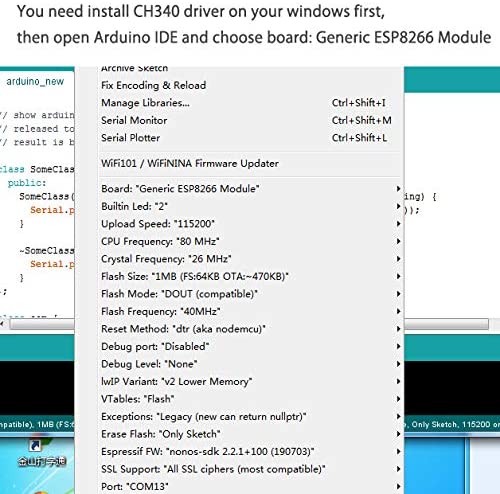 You need install CH340 driver on your windows first,
then open Arduino IDE and choose board: Generic ESP8266 Module
arduino_new
Archive Sketch
Fix Encoding & Reload
Manage Libraries... Ctrl+Shift+I
Serial Monitor Ctrl+Shift+M
Serial Plotter Ctrl+Shift+L
WiFi101 / WiFiNINA Firmware Updater
Board: "Generic ESP8266 Module"
Builtin Led: "2"
Upload Speed: "115200"
CPU Frequency: "80 MHz"
Crystal Frequency: "26 MHz"
Flash Size: "1MB (FS:64KB OTA:~470KB)"
Flash Mode: "DOUT (compatible)"
Flash Frequency: "40MHz"
Reset Method: "dtr (aka nodemcu)"
Debug port: "Disabled"
Debug Level: "None"
lwIP Variant: "v2 Lower Memory"
VTables: "Flash"
Exceptions: "Legacy (new can return nullptr)"
Erase Flash: "Only Sketch"
Espressif FW: "nonos-sdk 2.2.1+100 (190703)"
SSL Support: "All SSL ciphers (most compatible)"
Port: "COM13"
// show arduin
// released to
// result is b
class SomeClas
public:
SomeClass( ing) {
Serial.p ));
}
~SomeClass
Serial.p
}
};
patible), 1MB (FS:6 , Only Sketch, 115200 on
金山打字通